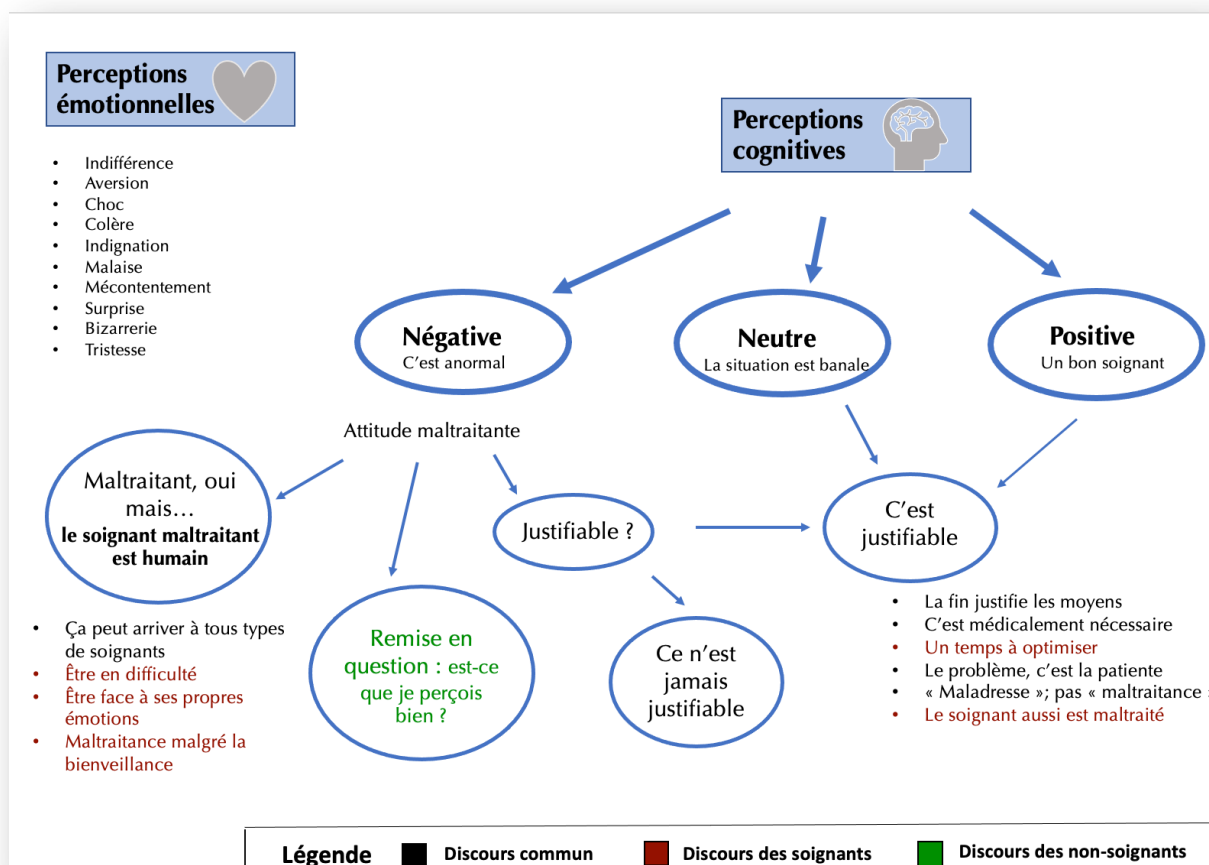 Perceptions
émotionnelles
Indifférence
Aversion
Choc
Colère
Indignation
Malaise
Mécontentement
Surprise
Bizarrerie
Tristesse
Perceptions
cognitives
Négative
C'est anormal
Neutre
La situation est banale
Positive
Un bon soignant
Attitude maltraitante
Maltraitant, oui
mais…
le soignant maltraitant
est humain
Justifiable ?
C'est
justifiable
Ça peut arriver à tous types
de soignants
Être en difficulté
Être face à ses propres
émotions
Maltraitance malgré la
bienveillance
Remise en
question : est-ce
que je perçois
bien ?
Ce n'est
jamais
justifiable
La fin justifie les moyens
C'est médicalement nécessaire
Un temps à optimiser
Le problème, c'est la patiente
« Maladresse »; pas « maltraitance »
Le soignant aussi est maltraité
Légende
Discours commun
Discours des soignants
Discours des non-soignants